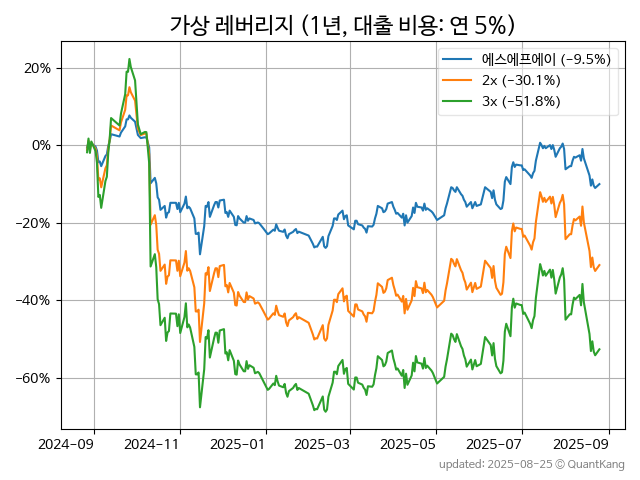 가상 레버리지 (1년, 대출 비용: 연 5%)
에스에프에이 (−9.5%)
2x (−30.1%)
3x (−51.8%)
20%
0%
−20%
−40%
−60%
2024-09 2024-11 2025-01 2025-03 2025-05 2025-07 2025-09
updated: 2025-08-25 © QuantKang